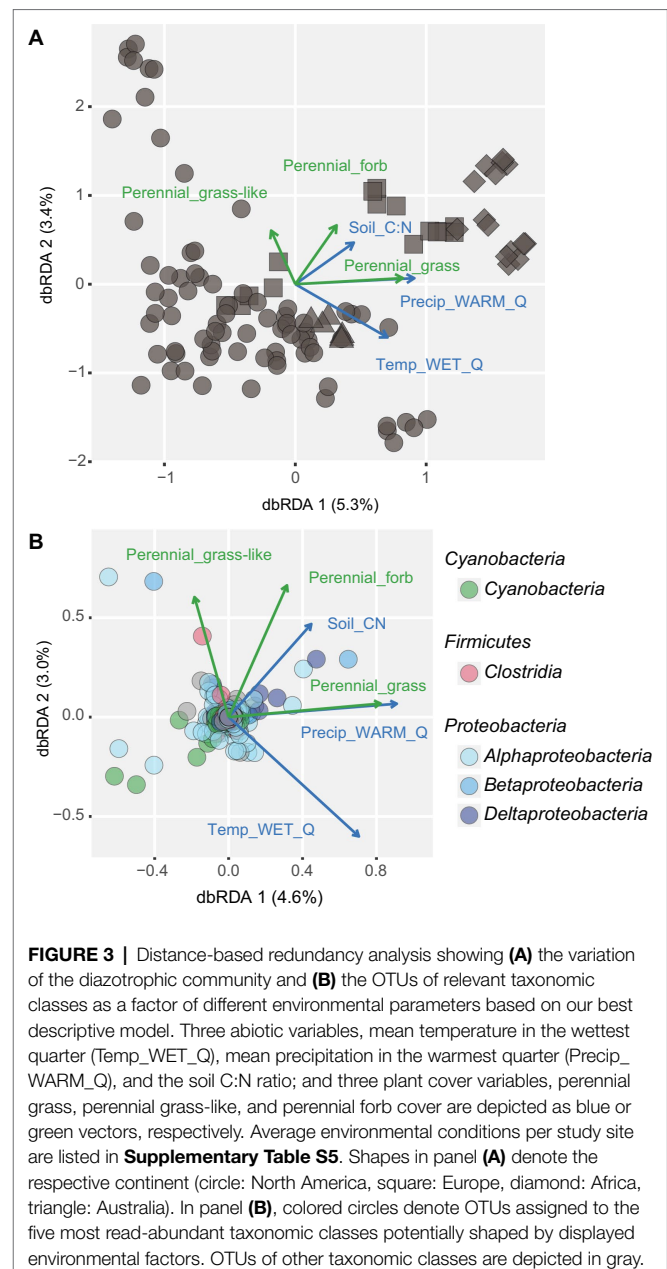 A
Perennial_forb
Perennial_grass-like
Soil_C:N
Perennial_grass
Precip_WARM_Q
Temp_WET_Q
dbRDA 2 (3.4%)
2
1
0
−1
−2
−1
0
1
dbRDA 1 (5.3%)
B
Perennial_grass-like
Perennial_forb
Soil_CN
Perennial_grass
Precip_WARM_Q
Temp_WET_Q
dbRDA 2 (3.0%)
0.5
0.0
−0.5
−0.4
0.0
0.4
0.8
dbRDA 1 (4.6%)
Cyanobacteria
Cyanobacteria
Firmicutes
Clostridia
Proteobacteria
Alphaproteobacteria
Betaproteobacteria
Deltaproteobacteria
FIGURE 3 | Distance-based redundancy analysis showing (A) the variation
of the diazotrophic community and (B) the OTUs of relevant taxonomic
classes as a factor of different environmental parameters based on our best
descriptive model. Three abiotic variables, mean temperature in the wettest
quarter (Temp_WET_Q), mean precipitation in the warmest quarter (Precip_
WARM_Q), and the soil C:N ratio; and three plant cover variables, perennial
grass, perennial grass-like, and perennial forb cover are depicted as blue or
green vectors, respectively. Average environmental conditions per study site
are listed in Supplementary Table S5. Shapes in panel (A) denote the
respective continent (circle: North America, square: Europe, diamond: Africa,
triangle: Australia). In panel (B), colored circles denote OTUs assigned to the
five most read-abundant taxonomic classes potentially shaped by displayed
environmental factors. OTUs of other taxonomic classes are depicted in gray.